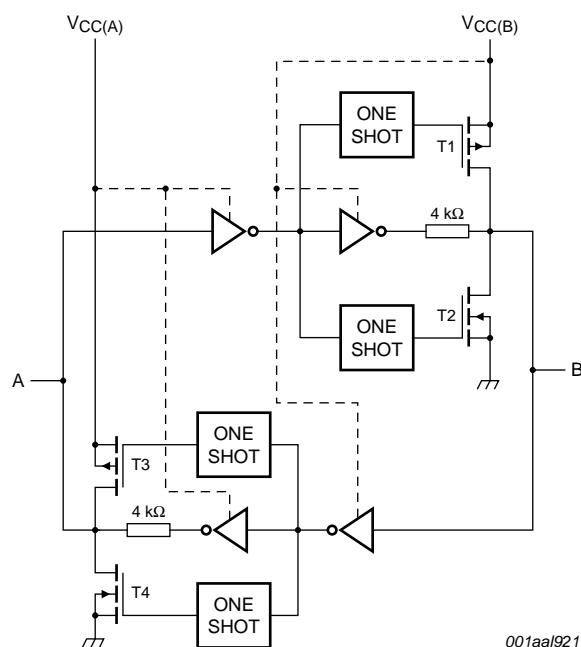 VCC(A)
VCC(B)
ONE
SHOT
T1
4 kΩ
ONE
SHOT
T2
A
B
ONE
SHOT
T3
4 kΩ
T4
ONE
SHOT
001aal921